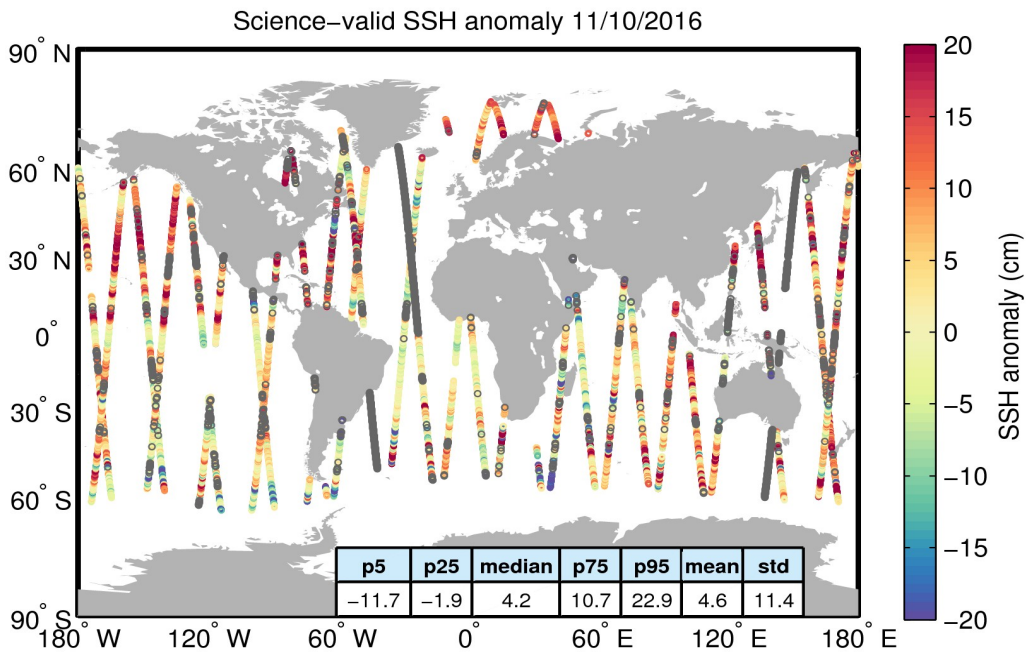 Science−valid SSH anomaly 11/10/2016
90° N
60° N
30° N
0°
30° S
60° S
90° S
180° W
120° W
60° W
0°
60° E
120° E
180° E
p5 p25 median p75 p95 mean std
−11.7 −1.9 4.2 10.7 22.9 4.6 11.4
20
15
10
5
0
−5
−10
−15
−20
SSH anomaly (cm)